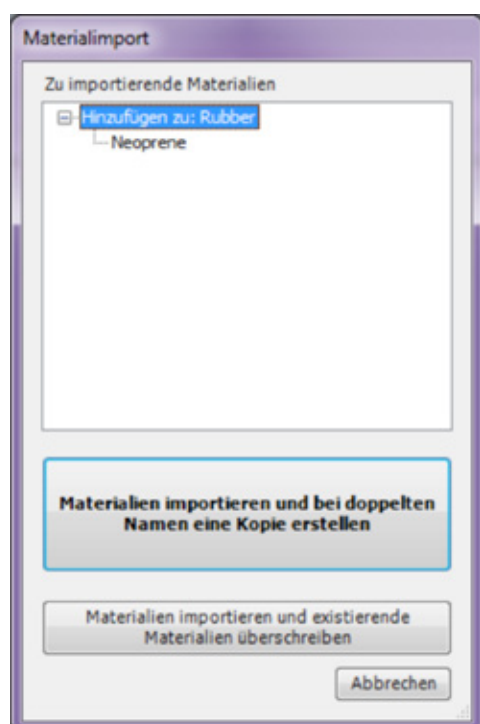 Materialimport
Zu importierende Materialien
Hinzufügen zu: Rubber
Neoprene
Materialien importieren und bei doppelten
Namen eine Kopie erstellen
Materialien importieren und existierende
Materialien überschreiben
Abbrechen